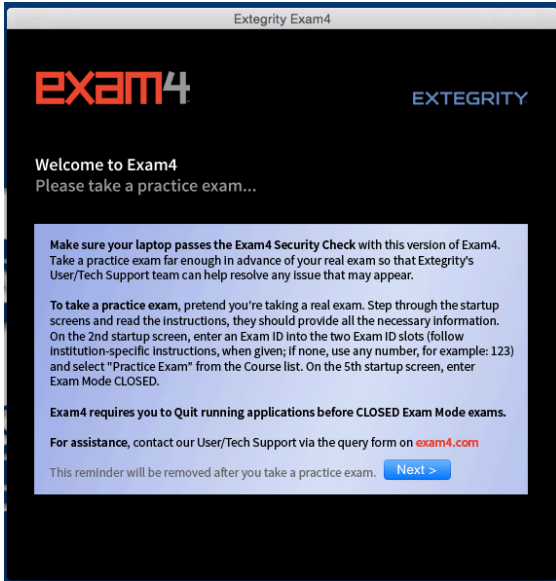 Extegrity Exam4
exam4
EXTEGRITY
Welcome to Exam4
Please take a practice exam...
Make sure your laptop passes the Exam4 Security Check with this version of Exam4.
Take a practice exam far enough in advance of your real exam so that Extegrity's
User/Tech Support team can help resolve any issue that may appear.
To take a practice exam, pretend you're taking a real exam. Step through the startup
screens and read the instructions, they should provide all the necessary information.
On the 2nd startup screen, enter an Exam ID into the two Exam ID slots (follow
institution-specific instructions, when given; if none, use any number, for example: 123)
and select "Practice Exam" from the Course list. On the 5th startup screen, enter
Exam Mode CLOSED.
Exam4 requires you to Quit running applications before CLOSED Exam Mode exams.
For assistance, contact our User/Tech Support via the query form on exam4.com
This reminder will be removed after you take a practice exam. Next >